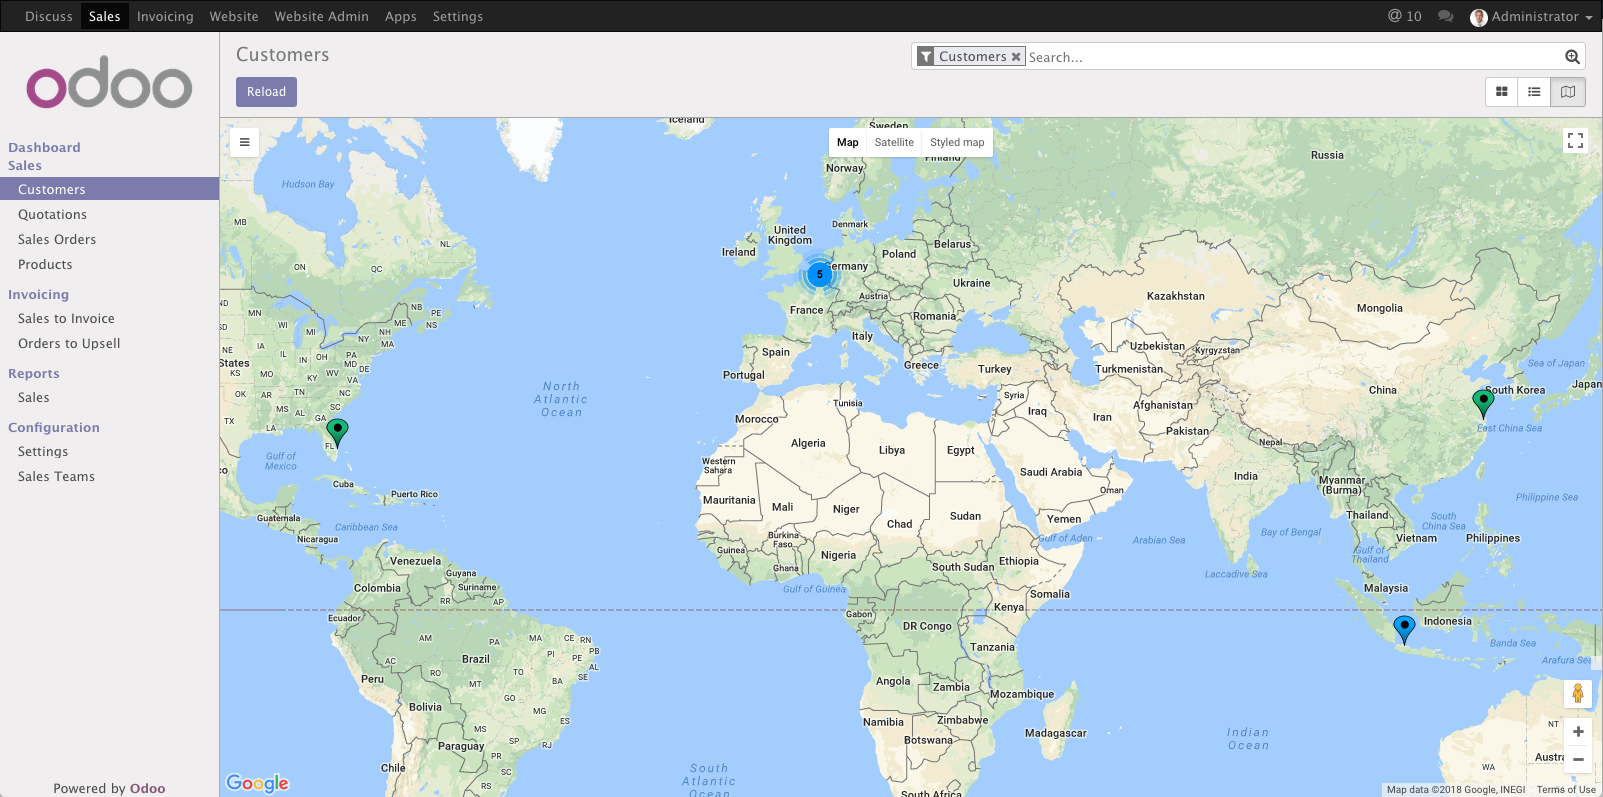 Discuss Sales Invoicing Website Website Admin Apps Settings @ 10 Administrator
odoo
Dashboard
Sales
Customers
Quotations
Sales Orders
Products
Invoicing
Sales to Invoice
Orders to Upsell
Reports
Sales
Configuration
Settings
Sales Teams
Powered by Odoo
Customers
Customers Search...
Reload
Map Satellite Styled map
Iceland
Sweden
Finland
Norway
Russia
Hudson Bay
MB
Denmark
United
Kingdom
Ireland
Belarus
Poland
NL
ON
QC
5
Germany
Ukraine
Kazakhstan
Austria
ND
MN
NB
PE
NS
France
Romania
Mongolia
SD
WI
MI
ME
NH
Italy
Uzbekistan
Kyrgyzstan
NE
IA
IL
IN
OH
PA
NY
MA
Spain
States
Greece
Turkey
Turkmenistan
Sea of Japan
KS
MO
KY
WV
VA
MD
DE
Portugal
North
Atlantic
Ocean
Syria
China
South Korea
Japan
OK
AR
TN
NC
Tunisia
Iraq
Iran
Afghanistan
MS
AL
SC
GA
Morocco
Pakistan
East China Sea
TX
LA
FL
Algeria
Libya
Egypt
Nepal
Gulf of
Mexico
Western
Sahara
Saudi Arabia
India
Myanmar
(Burma)
Cuba
Puerto Rico
Mauritania
Mali
Niger
Oman
Philippine Sea
Guatemala
Chad
Sudan
Yemen
Thailand
South
China Sea
Caribbean Sea
Nicaragua
Burkina
Faso
Gulf of Aden
Arabian Sea
Bay of Bengal
Vietnam
Philippines
Guinea
Nigeria
Gulf of
Thailand
Venezuela
Guyana
Ghana
South Sudan
Ethiopia
Laccadive Sea
Colombia
Suriname
Gulf of Guinea
Somalia
Malaysia
RR
AP
Kenya
Ecuador
Gabon
Indonesia
DR Congo
AM
PA
MA
CE
RN
PB
Tanzania
Banda Sea
PI
PE
AL
SE
AC
Brazil
Arafura Sea
Peru
RO
TO
BA
Angola
Zambia
Mozambique
MT
GO
Bolivia
MG
Namibia
Zimbabwe
ES
NT
MS
Botswana
Madagascar
Indian
Ocean
SP
RJ
Paraguay
PR
WA
Austra
Chile
SC
South
Atlantic
Ocean
RS
South Africa
Google
Map data ©2018 Google, INEGI Terms of Use